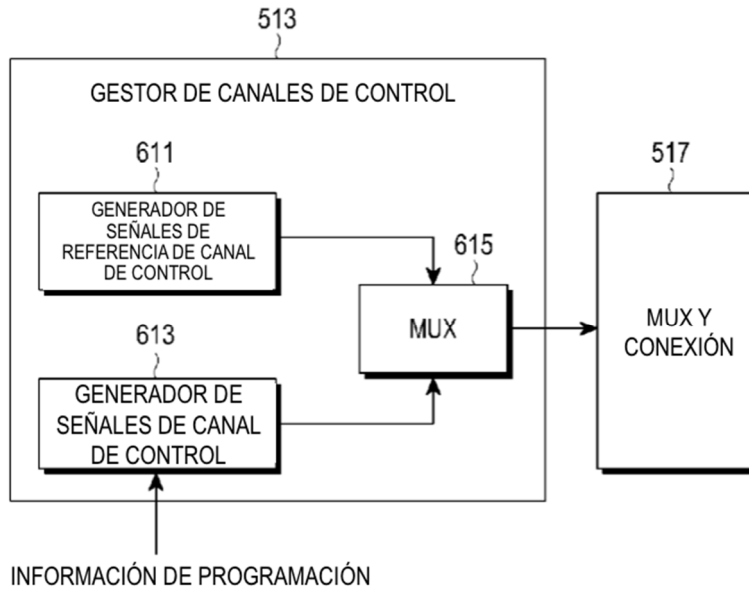 513
GESTOR DE CANALES DE CONTROL
611
GENERADOR DE
SEÑALES DE
REFERENCIA DE CANAL
DE CONTROL
517
615
MUX
MUX Y
CONEXIÓN
613
GENERADOR DE
SEÑALES DE CANAL
DE CONTROL
INFORMACIÓN DE PROGRAMACIÓN